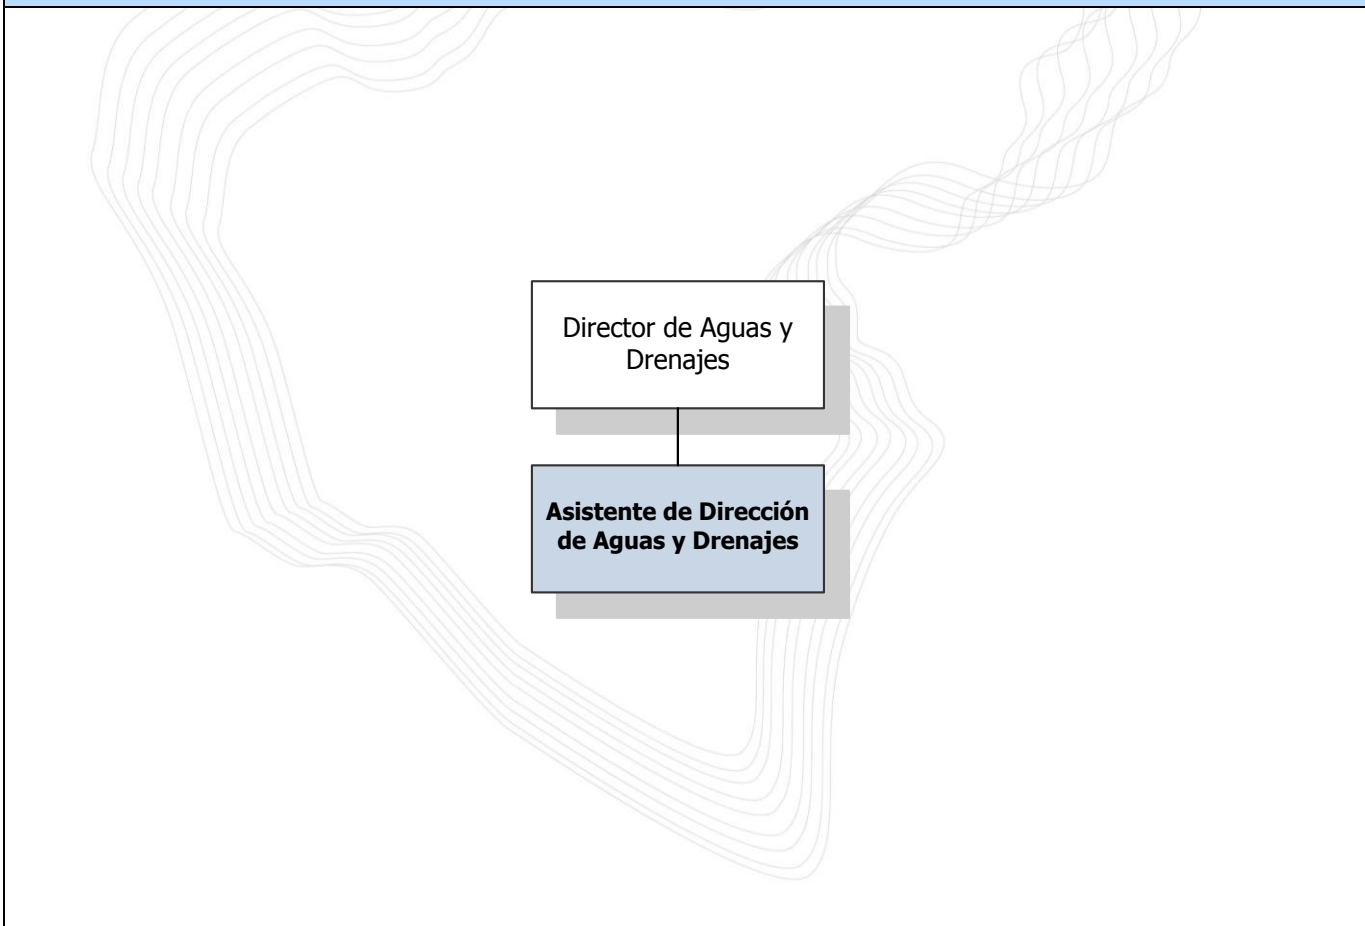 Director de Aguas y
Drenajes
Asistente de Dirección
de Aguas y Drenajes